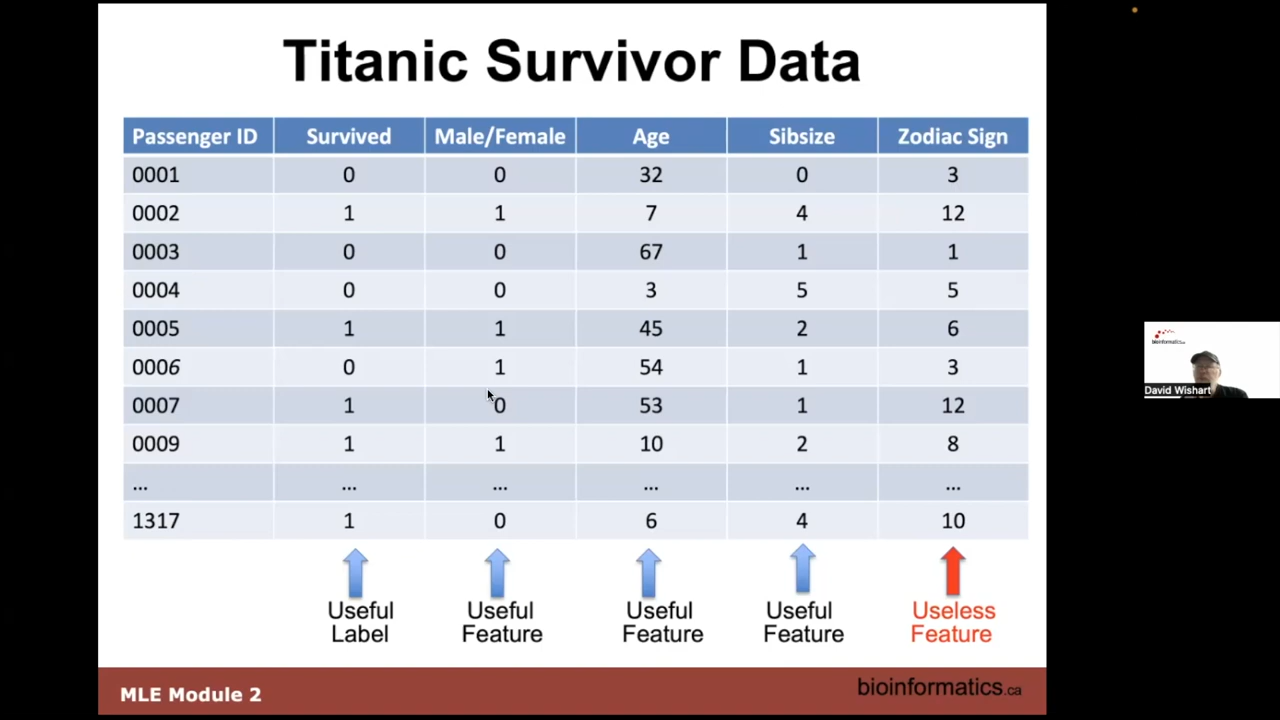 Titanic Survivor Data
Passenger ID Survived Male/Female Age Sibsize Zodiac Sign
0001 0 0 32 0 3
0002 1 1 7 4 12
0003 0 0 67 1 1
0004 0 0 3 5 5
0005 1 1 45 2 6
0006 0 1 54 1 3
0007 1 0 53 1 12
0009 1 1 10 2 8
... ... ... ... ... ...
1317 1 0 6 4 10
Useful Useful Useful Useful Useless
Label Feature Feature Feature Feature
MLE Module 2
bioinformatics.ca
bioinformatics.ca
David Wishart